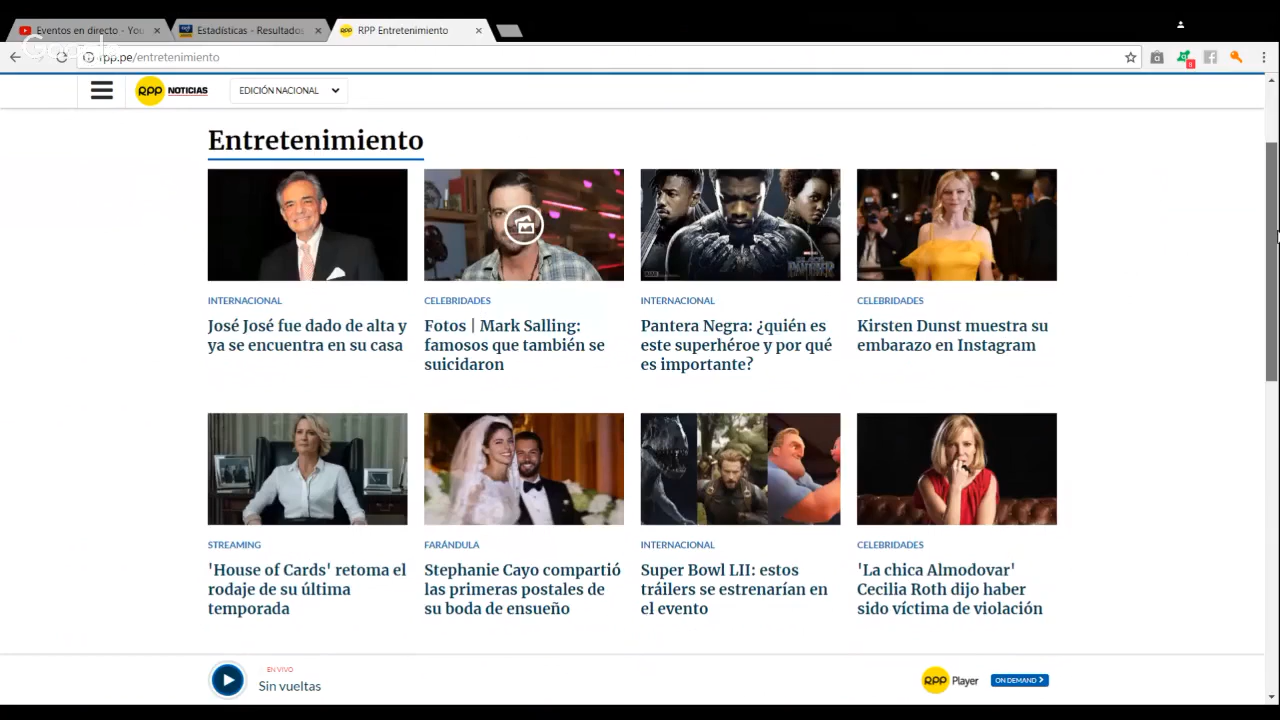 Eventos en directo - You
Estadísticas - Resultados
RPP Entretenimiento
rpp.pe/entretenimiento
RPP NOTICIAS
EDICIÓN NACIONAL
Entretenimiento
INTERNACIONAL
José José fue dado de alta y
ya se encuentra en su casa
CELEBRIDADES
Fotos | Mark Salling:
famosos que también se
suicidaron
INTERNACIONAL
Pantera Negra: ¿quién es
este superhéroe y por qué
es importante?
CELEBRIDADES
Kirsten Dunst muestra su
embarazo en Instagram
STREAMING
'House of Cards' retoma el
rodaje de su última
temporada
FARÁNDULA
Stephanie Cayo compartió
las primeras postales de
su boda de ensueño
INTERNACIONAL
Super Bowl LII: estos
tráilers se estrenarían en
el evento
CELEBRIDADES
'La chica Almodovar'
Cecilia Roth dijo haber
sido víctima de violación
EN VIVO
Sin vueltas
RPP Player
ON DEMAND